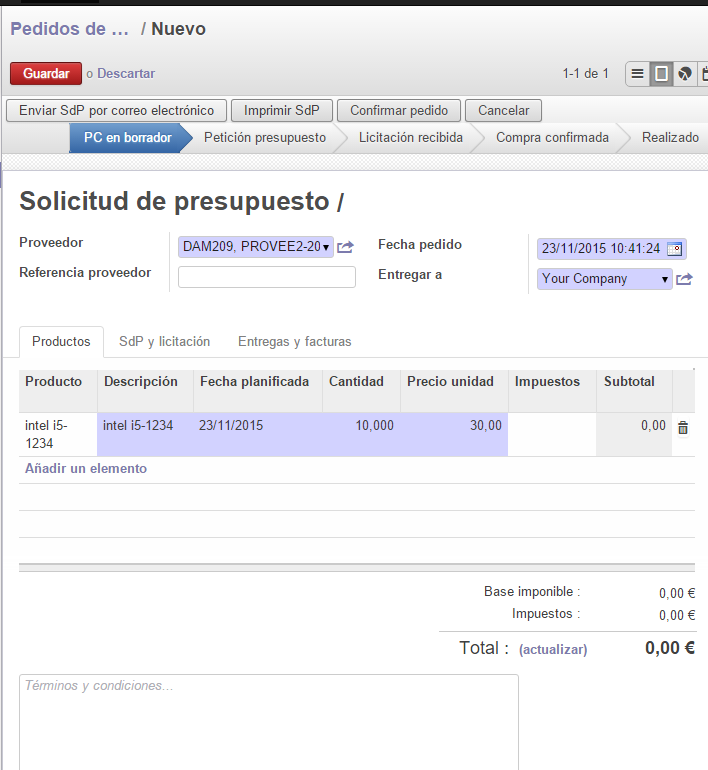 Pedidos de ... / Nuevo
Guardar o Descartar 1-1 de 1
Enviar SdP por correo electrónico Imprimir SdP Confirmar pedido Cancelar
PC en borrador Petición presupuesto Licitación recibida Compra confirmada Realizado
Solicitud de presupuesto /
Proveedor DAM209, PROVEE2-20 Fecha pedido 23/11/2015 10:41:24
Referencia proveedor Entregar a Your Company
Productos SdP y licitación Entregas y facturas
Producto Descripción Fecha planificada Cantidad Precio unidad Impuestos Subtotal
intel i5- intel i5-1234 23/11/2015 10,000 30,00 0,00
1234
Añadir un elemento
Base imponible : 0,00 €
Impuestos : 0,00 €
Total : (actualizar) 0,00 €
Términos y condiciones...